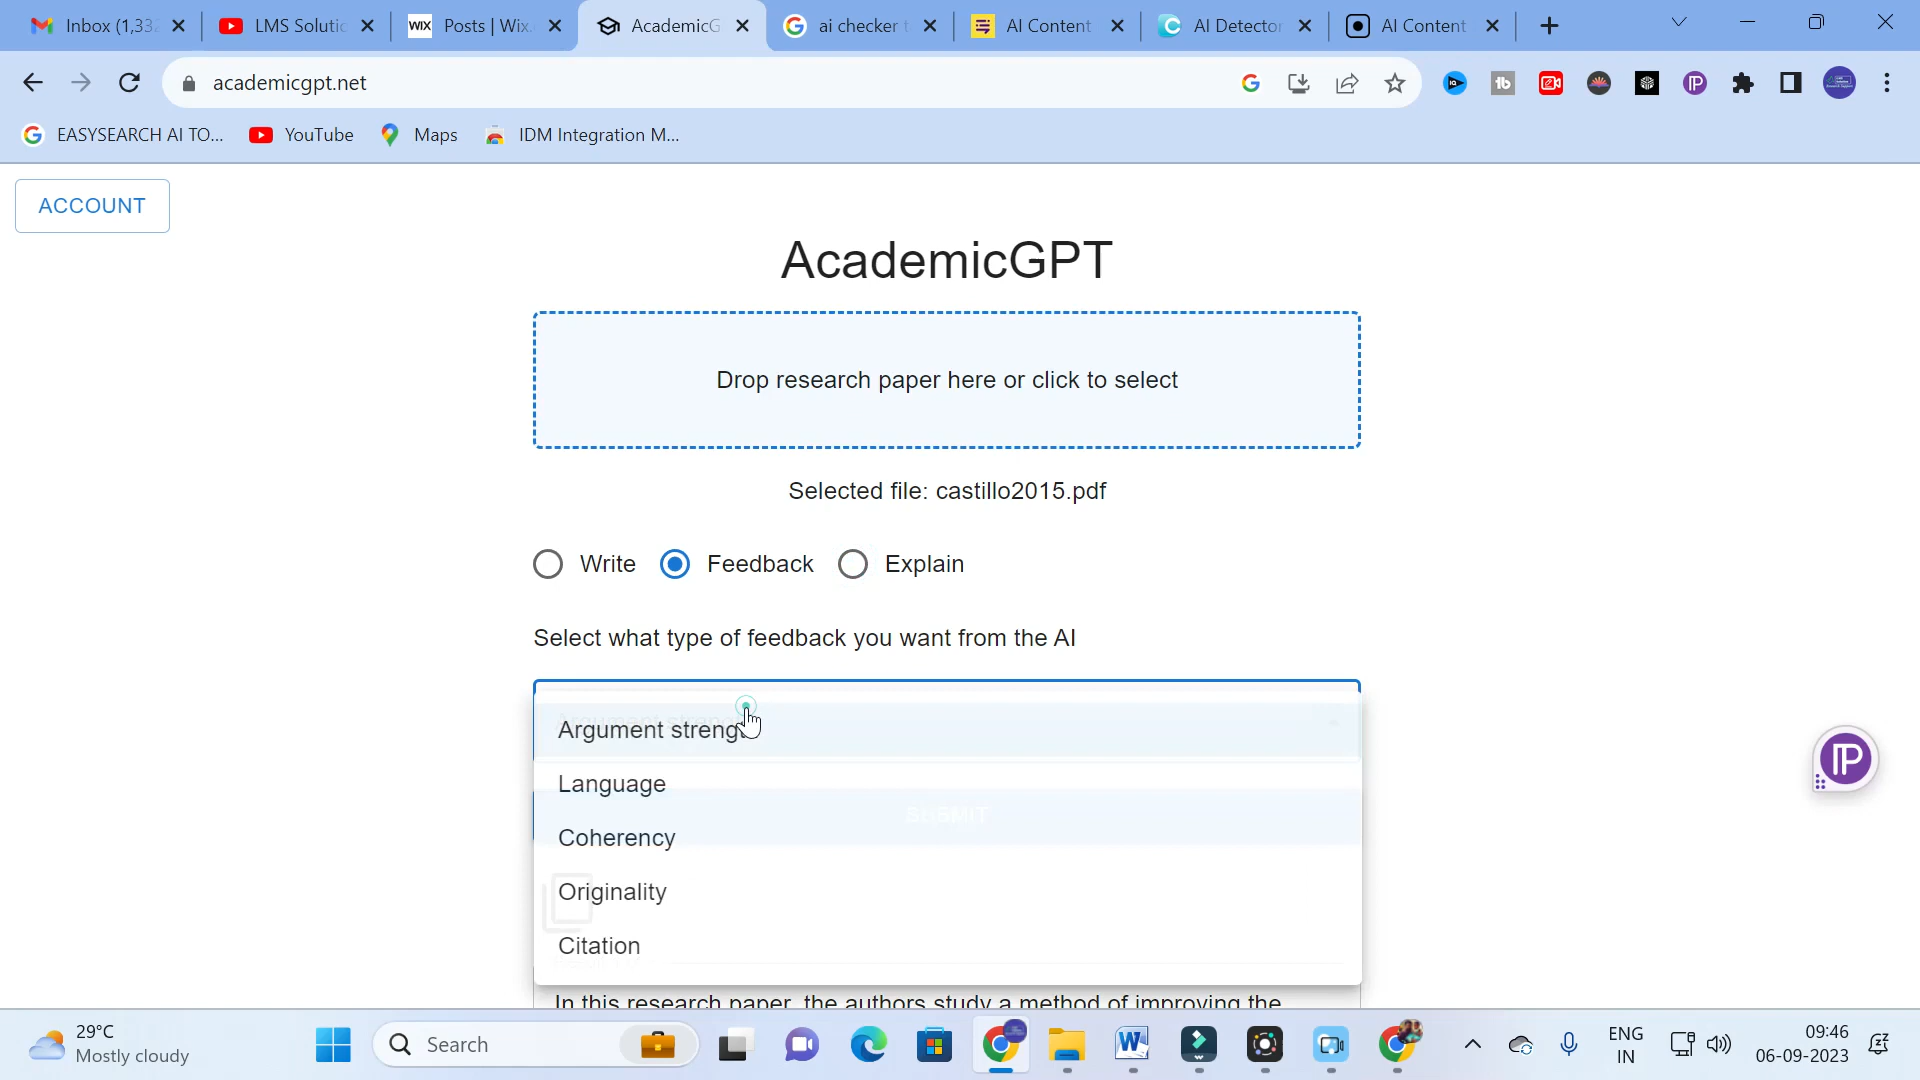 Inbox (1,33
LMS Soluti
WIX Posts | Wix.
AcademicG
ai checker t
AI Content
AI Detector
AI Content
academicgpt.net
EASYSEARCH AI TO...
YouTube
Maps
IDM Integration M...
ACCOUNT
AcademicGPT
Drop research paper here or click to select
Selected file: castillo2015.pdf
Write Feedback Explain
Select what type of feedback you want from the AI
Argument strength
Language
SUBMIT
Coherency
Originality
Citation
In this research paper, the authors study a method of improving the
29°C
Mostly cloudy
Search
ENG
IN
09:46
06-09-2023